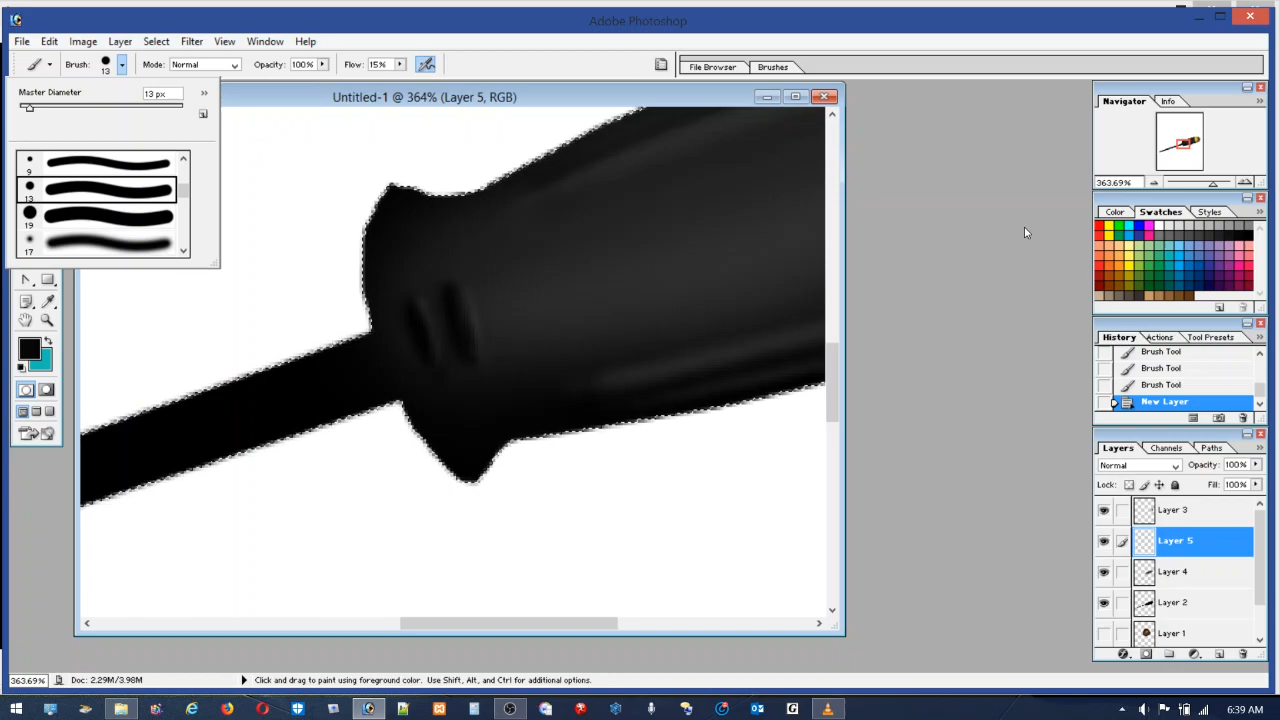 Adobe Photoshop
File Edit Image Layer Select Filter View Window Help
Brush: 13 Mode: Normal Opacity: 100% Flow: 15% File Browser Brushes
Master Diameter 13 px
9
13
19
17
Untitled-1 @ 364% (Layer 5, RGB)
Navigator Info
363.69%
Color Swatches Styles
History Actions Tool Presets
Brush Tool
Brush Tool
Brush Tool
New Layer
Layers Channels Paths
Normal Opacity: 100%
Lock: Fill: 100%
Layer 3
Layer 5
Layer 4
Layer 2
Layer 1
363.69% Doc: 2.29M/3.98M Click and drag to paint using foreground color. Use Shift, Alt, and Ctrl for additional options.
6:39 AM